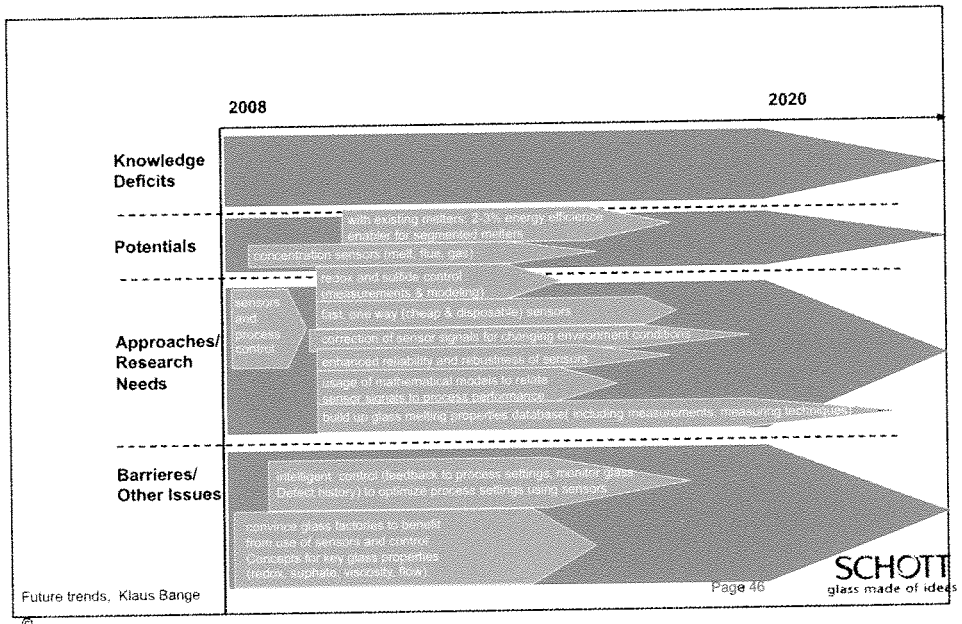 2008
2020
Knowledge
Deficits
Potentials
with existing melters, 2-3% energy efficience
enabler for segmented melters
concentration sensors (melt, flue, gas)
Approaches/
Research
Needs
sensors
and
process
control
redox and sulfide control
(measurements & modeling)
fast, one way (cheap & disposable) sensors
correction of sensor signals for changing environment conditions
enhanced reliability and robustness of sensors
usage of mathematical models to relate
sensor signals to process performance
build up glass melting properties database( including measurements, measuring techniques)
Barrieres/
Other Issues
intelligent control (feedback to process settings, monitor glass
Defect history) to optimize process settings using sensors
convince glass factories to benefit
from use of sensors and control
Concepts for key glass properties
(redox, sulphate, viscosity, flow)
Future trends, Klaus Bange
Page 46
SCHOTT
glass made of ideas
©